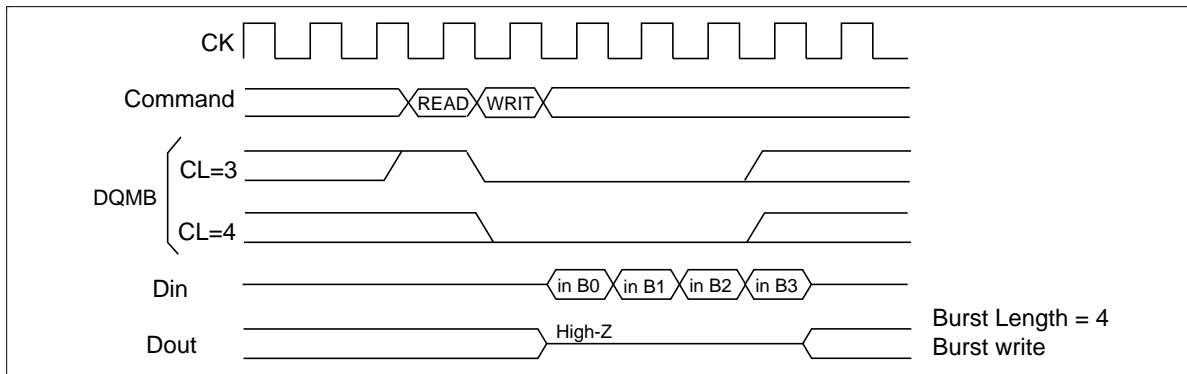 CK
Command
READ WRIT
CL=3
DQMB
CL=4
Din
in B0 in B1 in B2 in B3
High-Z
Dout
Burst Length = 4
Burst write